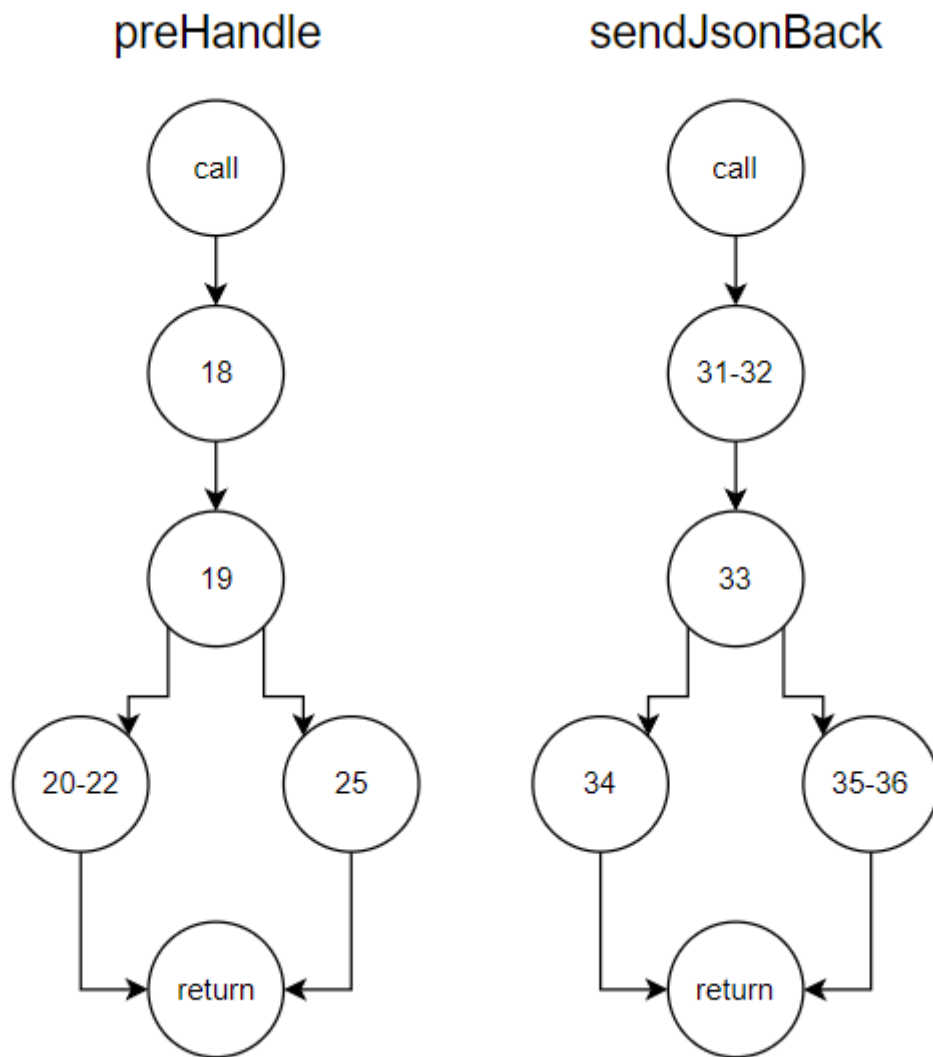 preHandle
call
18
19
20-22
25
return
sendJsonBack
call
31-32
33
34
35-36
return